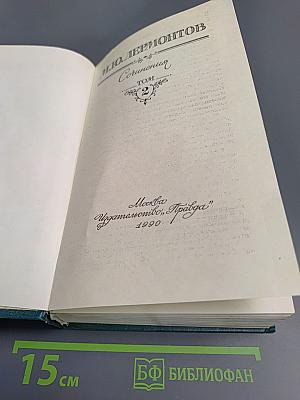 М.Ю.ЛЕРМОНТОВ
Сочинения
ТОМ
2
Москва
Издательство „Правда"
1990
15 см
БФ БИБЛИОФАН